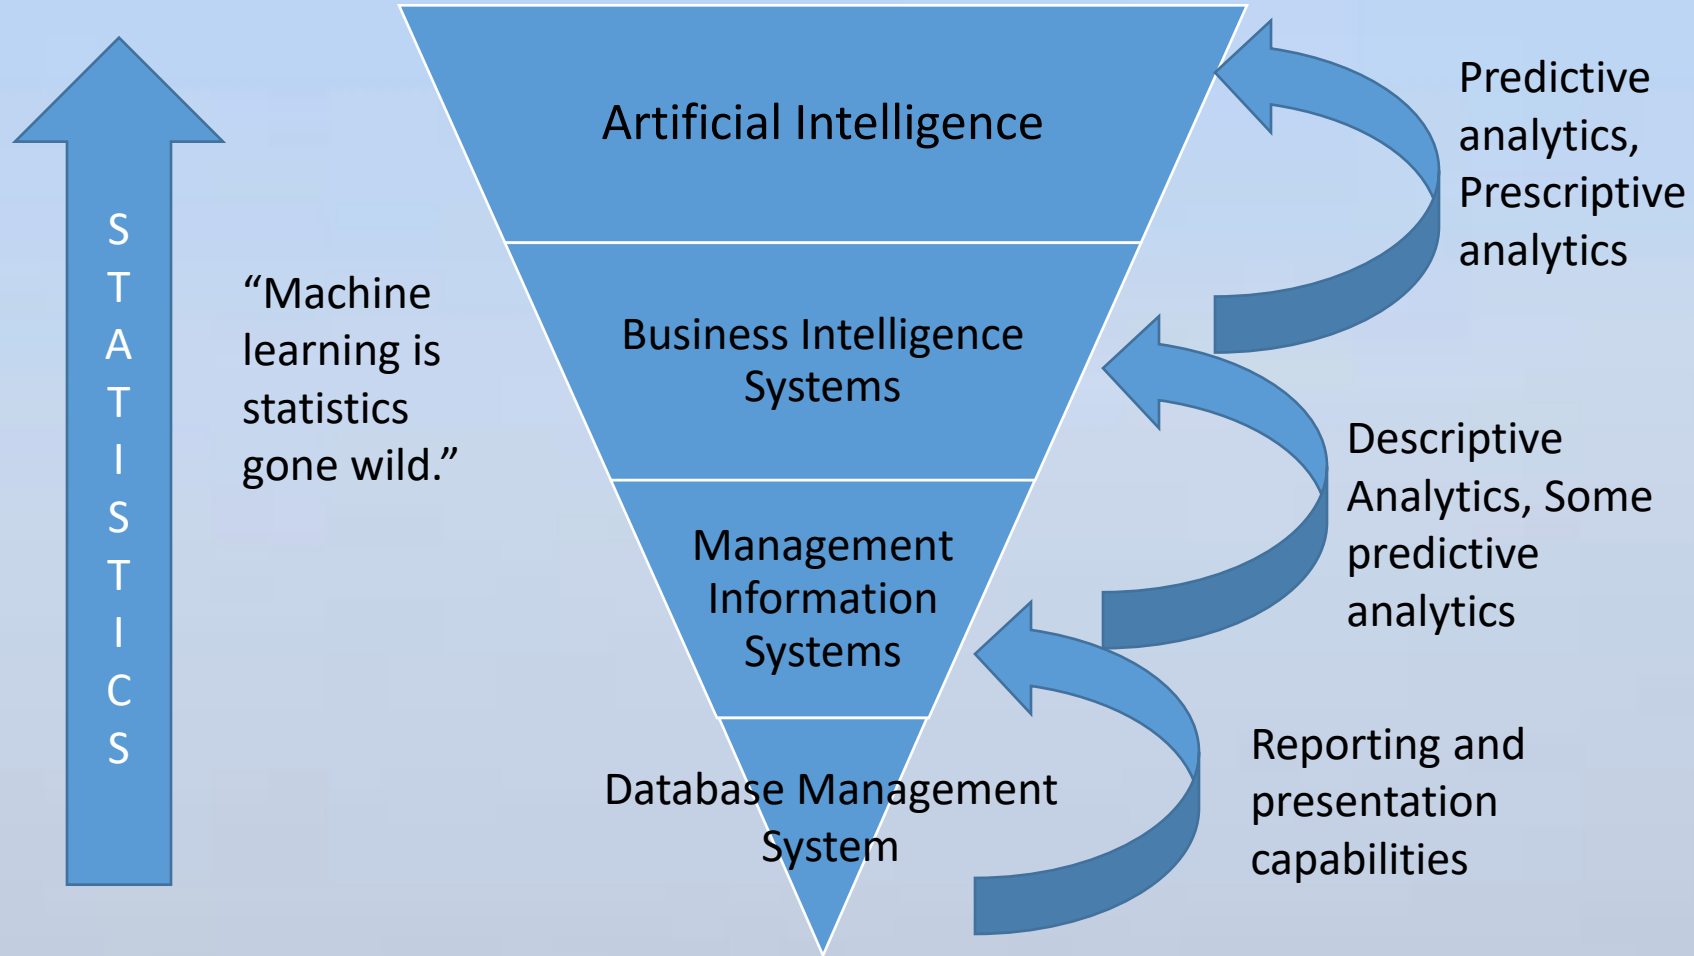 S
T
A
T
I
S
T
I
C
S
“Machine
learning is
statistics
gone wild.”
Artificial Intelligence
Business Intelligence
Systems
Management
Information
Systems
Database Management
System
Predictive
analytics,
Prescriptive
analytics
Descriptive
Analytics, Some
predictive
analytics
Reporting and
presentation
capabilities